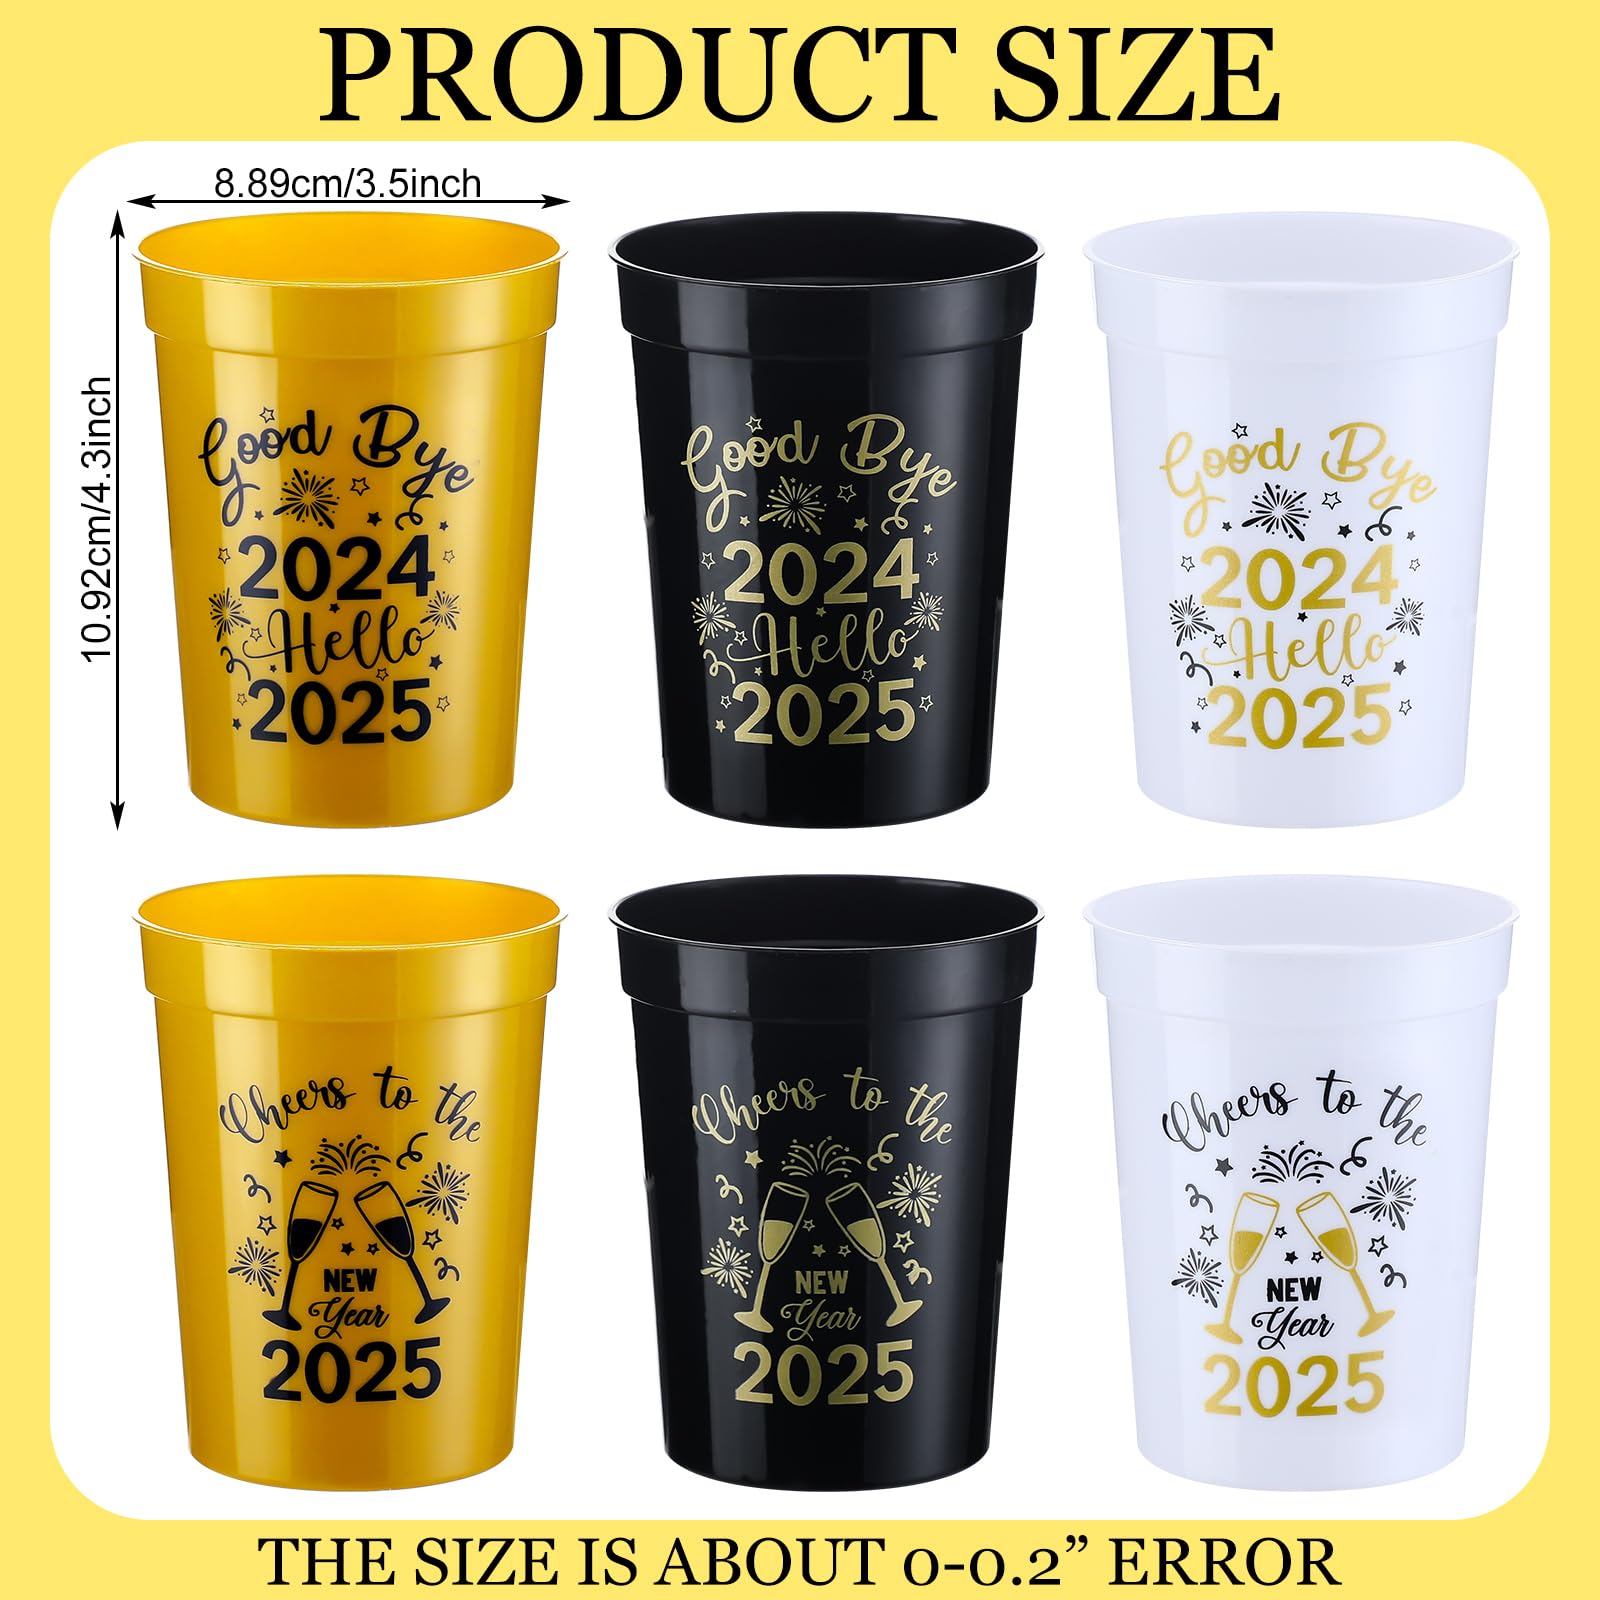 PRODUCT SIZE
8.89cm/3.5inch
10.92cm/4.3inch
Good Bye
2024
Hello
2025
Good Bye
2024
Hello
2025
Good Bye
2024
Hello
2025
Cheers to the
NEW
Year
2025
Cheers to the
NEW
Year
2025
Cheers to the
NEW
Year
2025
THE SIZE IS ABOUT 0-0.2” ERROR